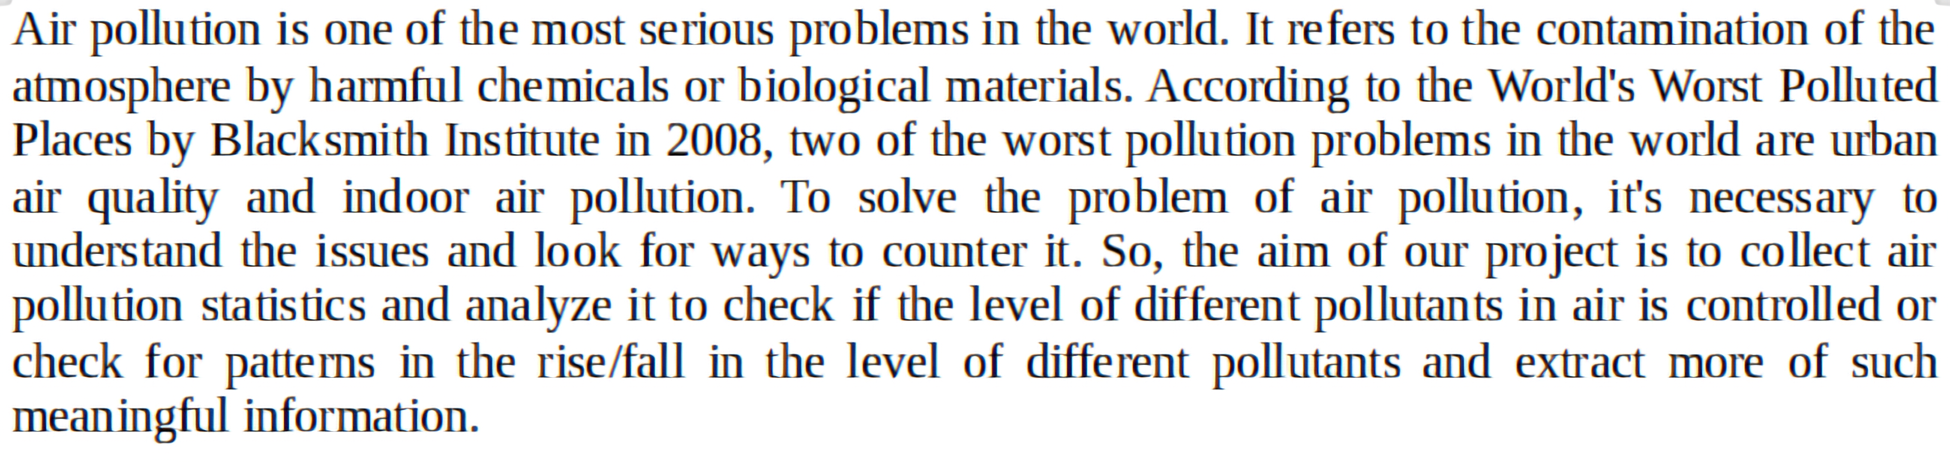 Air pollution is one of the most serious problems in the world. It refers to the contamination of the
atmosphere by harmful chemicals or biological materials. According to the World's Worst Polluted
Places by Blacksmith Institute in 2008, two of the worst pollution problems in the world are urban
air quality and indoor air pollution. To solve the problem of air pollution, it's necessary to
understand the issues and look for ways to counter it. So, the aim of our project is to collect air
pollution statistics and analyze it to check if the level of different pollutants in air is controlled or
check for patterns in the rise/fall in the level of different pollutants and extract more of such
meaningful information.